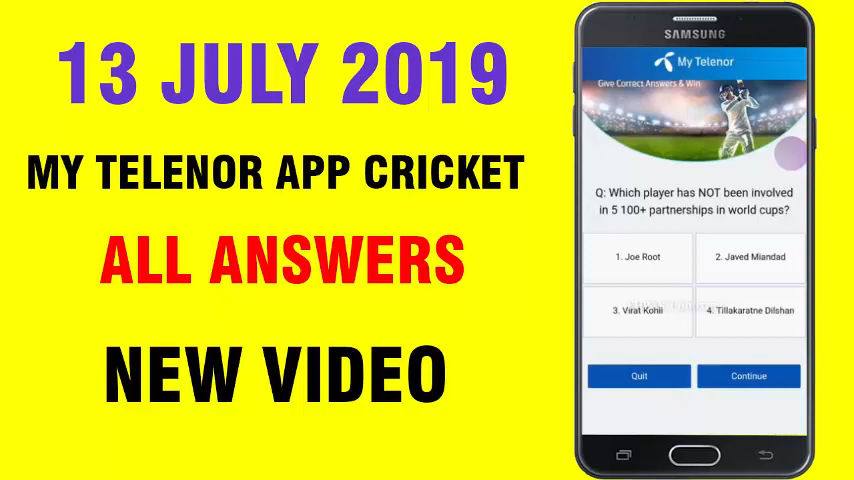 13 JULY 2019
MY TELENOR APP CRICKET
ALL ANSWERS
NEW VIDEO
SAMSUNG
My Telenor
Give Correct Answers & Win
Q: Which player has NOT been involved
in 5 100+ partnerships in world cups?
1. Joe Root
2. Javed Miandad
3. Virat Kohli
4. Tillakaratne Dilshan
Quit
Continue